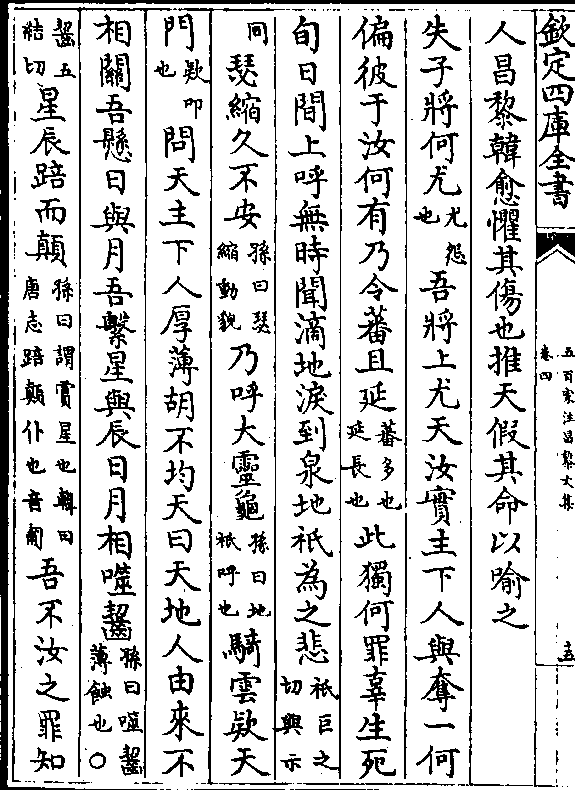 欽定四庫全書
五百家注昌黎文集
卷四
十五
人昌黎韓愈懼其傷也推天假其命以喻之
失子將何尤尤怨也吾將上尤天汝實主下人與奪一何
偏彼于汝何有乃令蕃且延蕃多也延長也此獨何罪辜生死
旬日間上呼無時聞滴地淚到泉地祇為之悲祇巨之切與示
同瑟縮久不安孫曰瑟縮動貌乃呼大靈龜孫曰地祇呼也騎雲欵天
門欵叩也問天主下人厚薄胡不均天曰天地人由來不
相關吾懸日與月吾繫星與辰日月相噬齧孫曰噬齧薄蝕也○
齧五結切星辰踣而顛孫曰謂霣星也韓曰唐志踣顛仆也音匐吾不汝之罪知